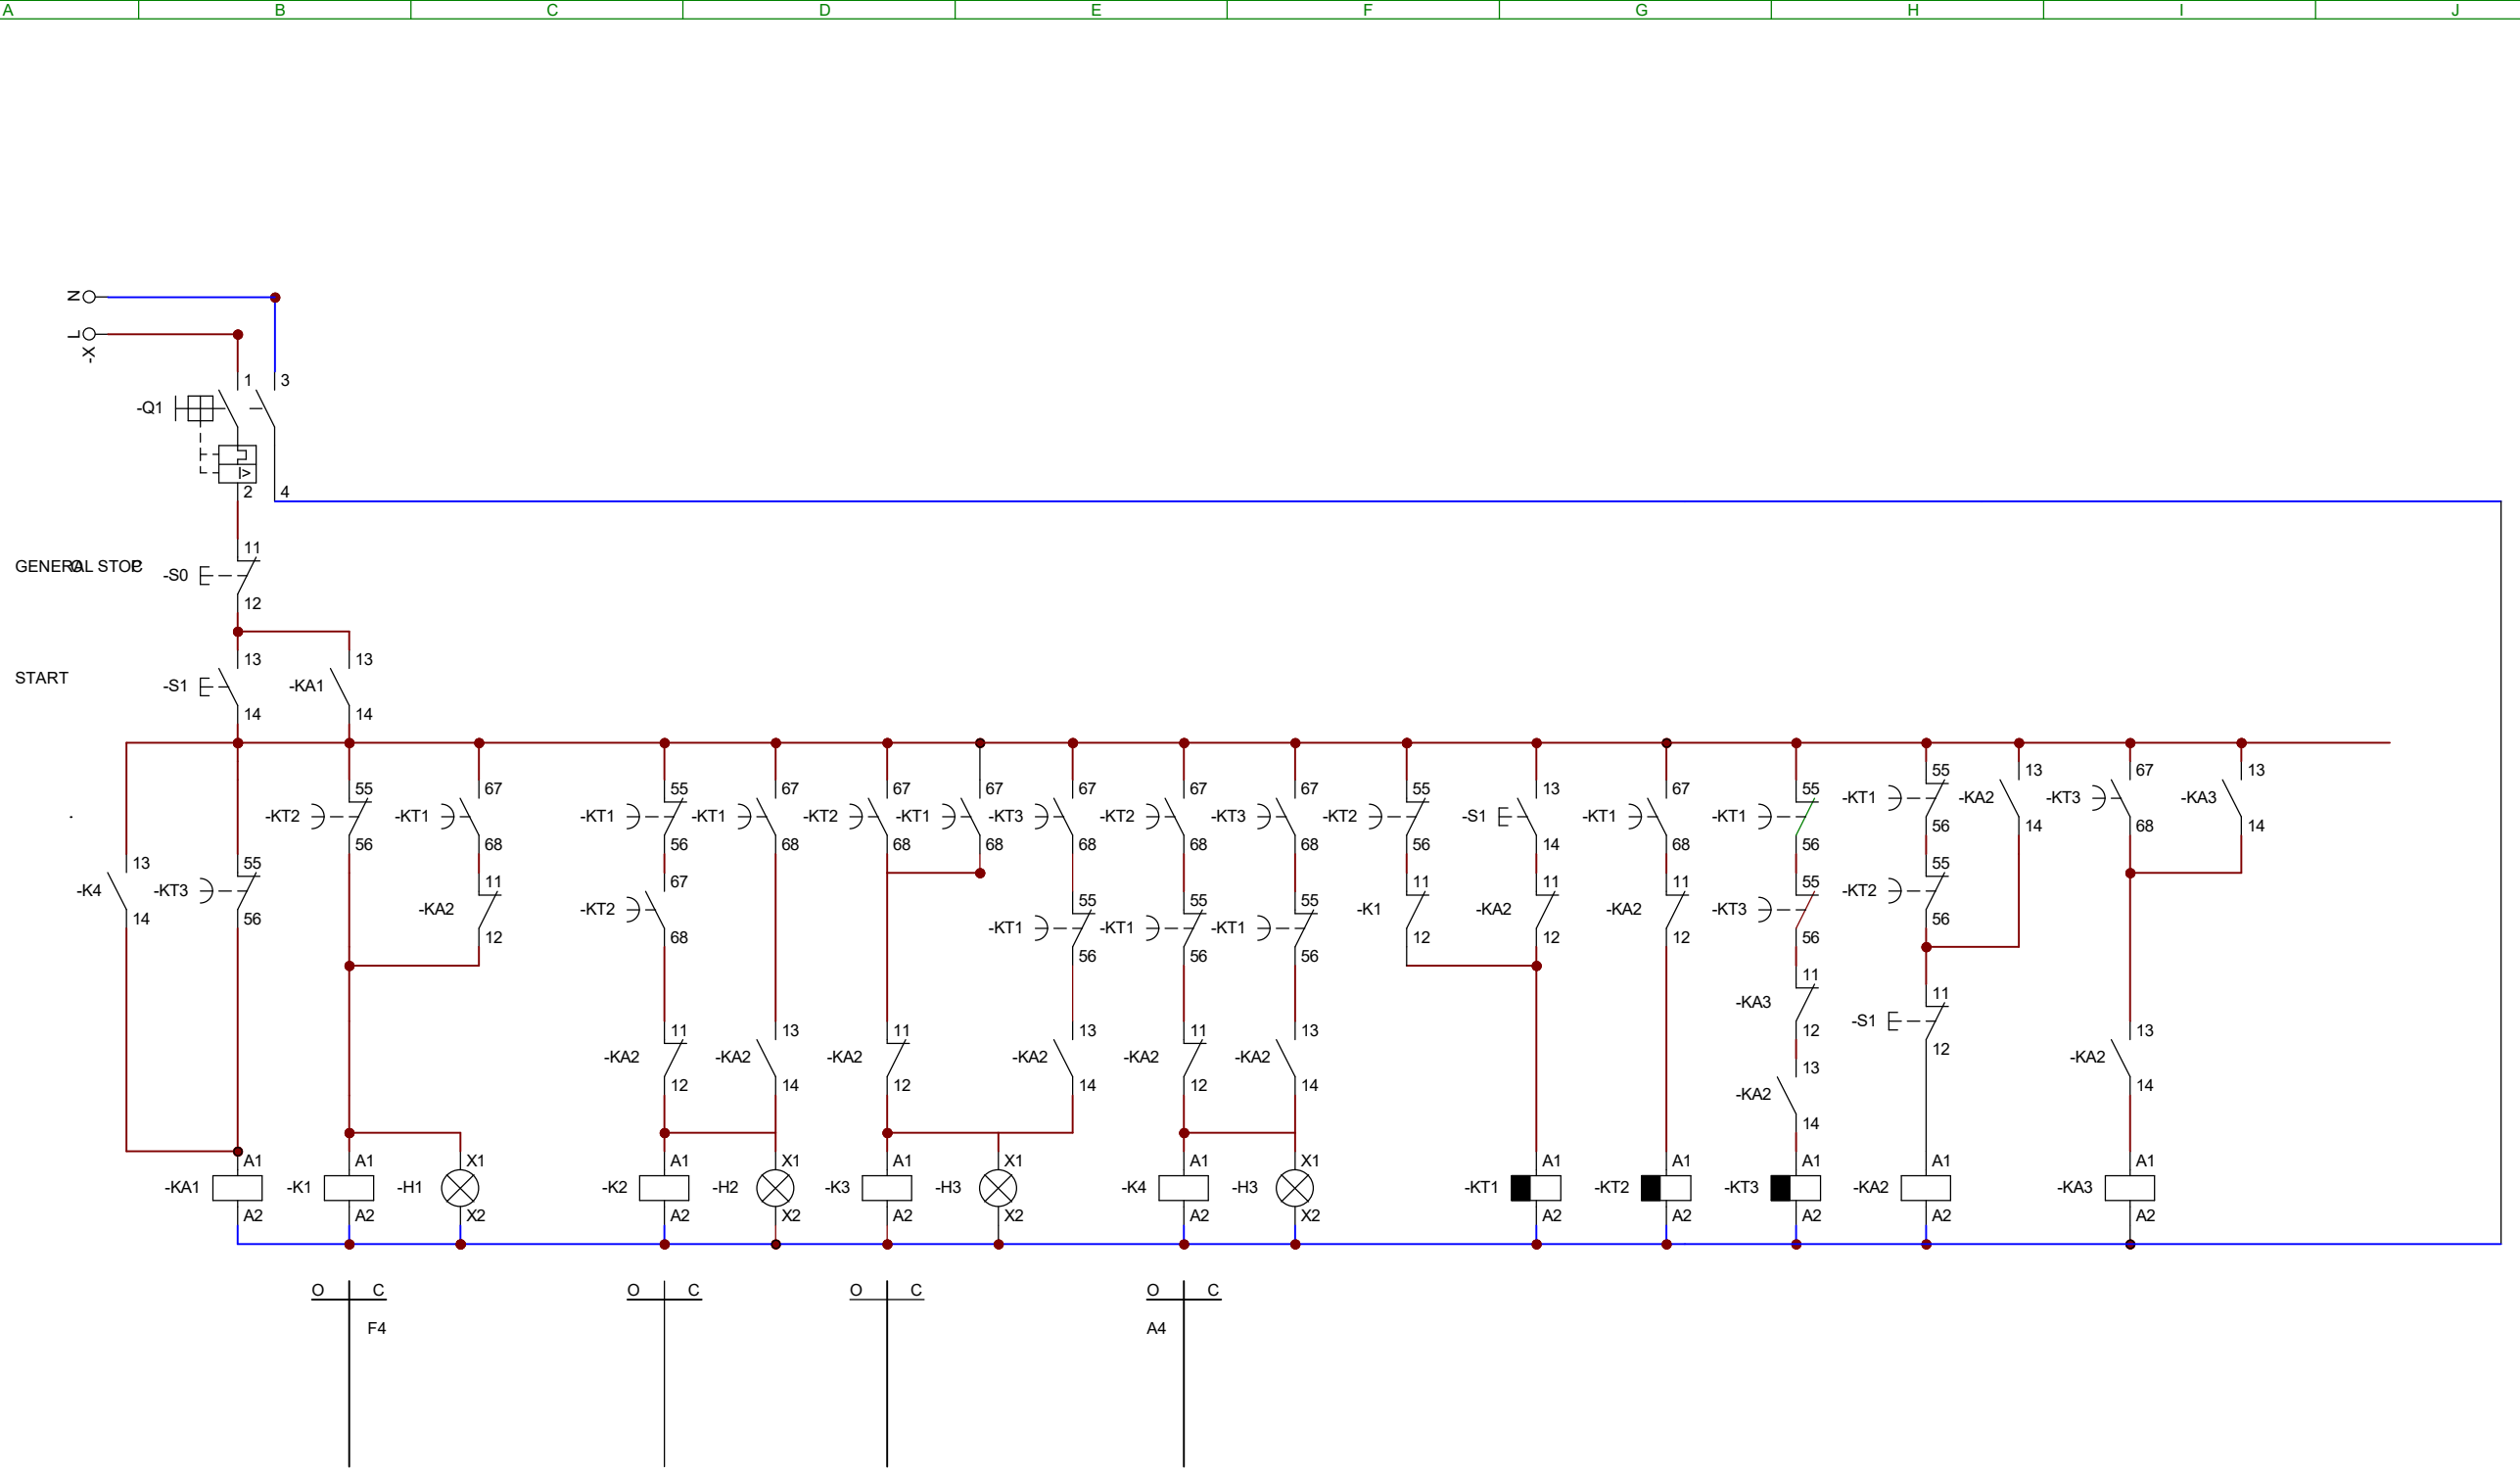 A B C D E F G H I J
N
L
-X
1 3
-Q1
I>
2 4
11
GENERAL STOP O C -S0
12
13 13
START -S1 -KA1
14 14
55 67 55 67 67 67 67 67 67 55 13 67 55 55 13 67 13
-KT2 -KT1 -KT1 -KT1 -KT2 -KT1 -KT3 -KT2 -KT3 -KT2 -S1 -KT1 -KT1 -KT1 -KA2 -KT3 -KA3
56 68 56 68 68 68 68 68 68 56 14 68 56 56 14 68 14
13 55 11 67 55 55 55 11 11 11 55 55
-K4 -KT3 -KA2 -KT2 -KT1 -KT1 -KT1 -K1 -KA2 -KA2 -KT3 -KT2
14 56 12 68 56 56 56 12 12 12 56 56
11 11
-KA3 -S1
12 12
11 13 11 13 11 13 13 13
-KA2 -KA2 -KA2 -KA2 -KA2 -KA2 -KA2 -KA2
12 14 12 14 12 14 14 14
A1 A1 X1 A1 X1 A1 X1 A1 X1 A1 A1 A1 A1 A1
-KA1 -K1 -H1 -K2 -H2 -K3 -H3 -K4 -H3 -KT1 -KT2 -KT3 -KA2 -KA3
A2 A2 X2 A2 X2 A2 X2 A2 X2 A2 A2 A2 A2 A2
O C O C O C O C
F4 A4